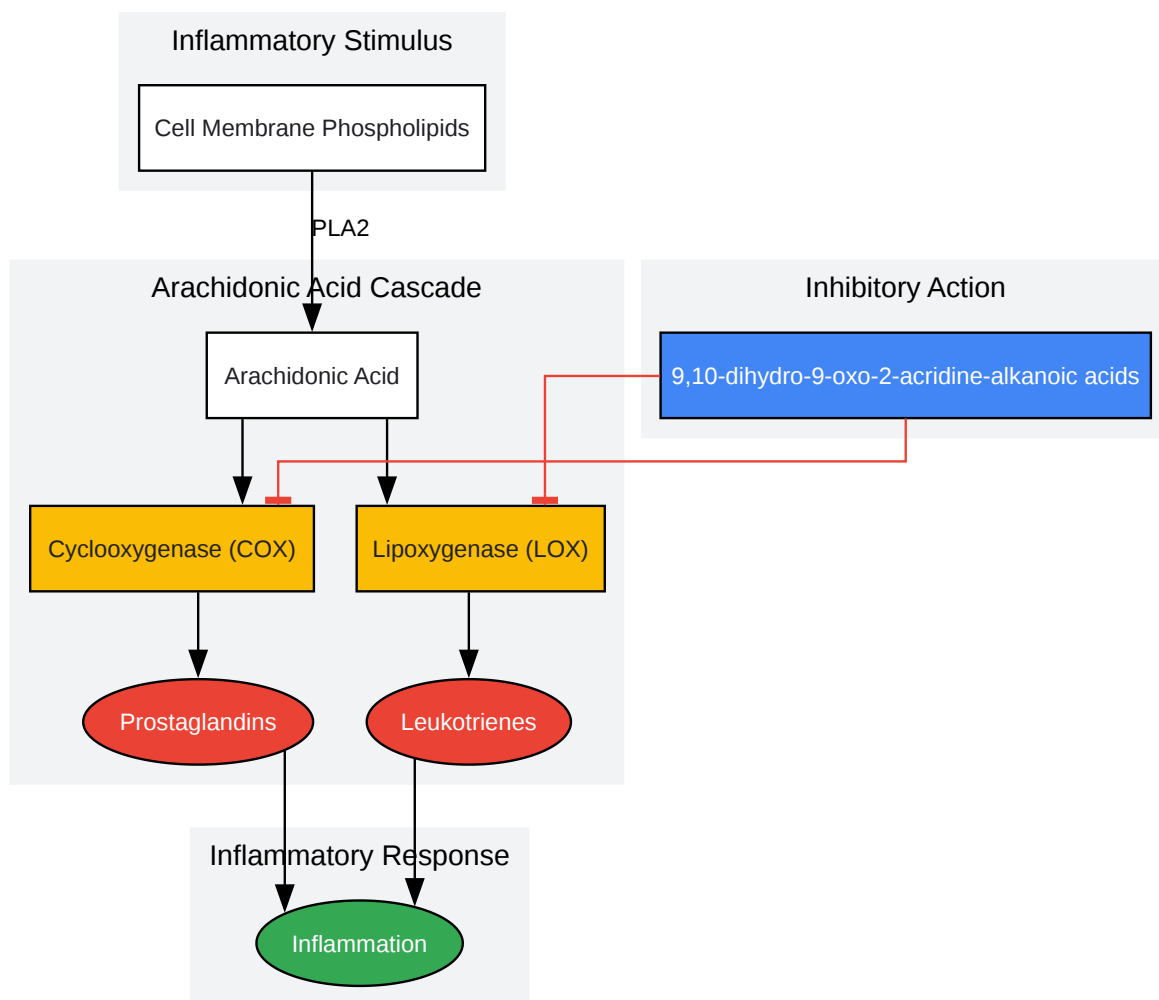 Inflammatory Stimulus
Cell Membrane Phospholipids
PLA2
Arachidonic Acid Cascade
Inhibitory Action
Arachidonic Acid
9,10-dihydro-9-oxo-2-acridine-alkanoic acids
Cyclooxygenase (COX)
Lipoxygenase (LOX)
Prostaglandins
Leukotrienes
Inflammatory Response
Inflammation